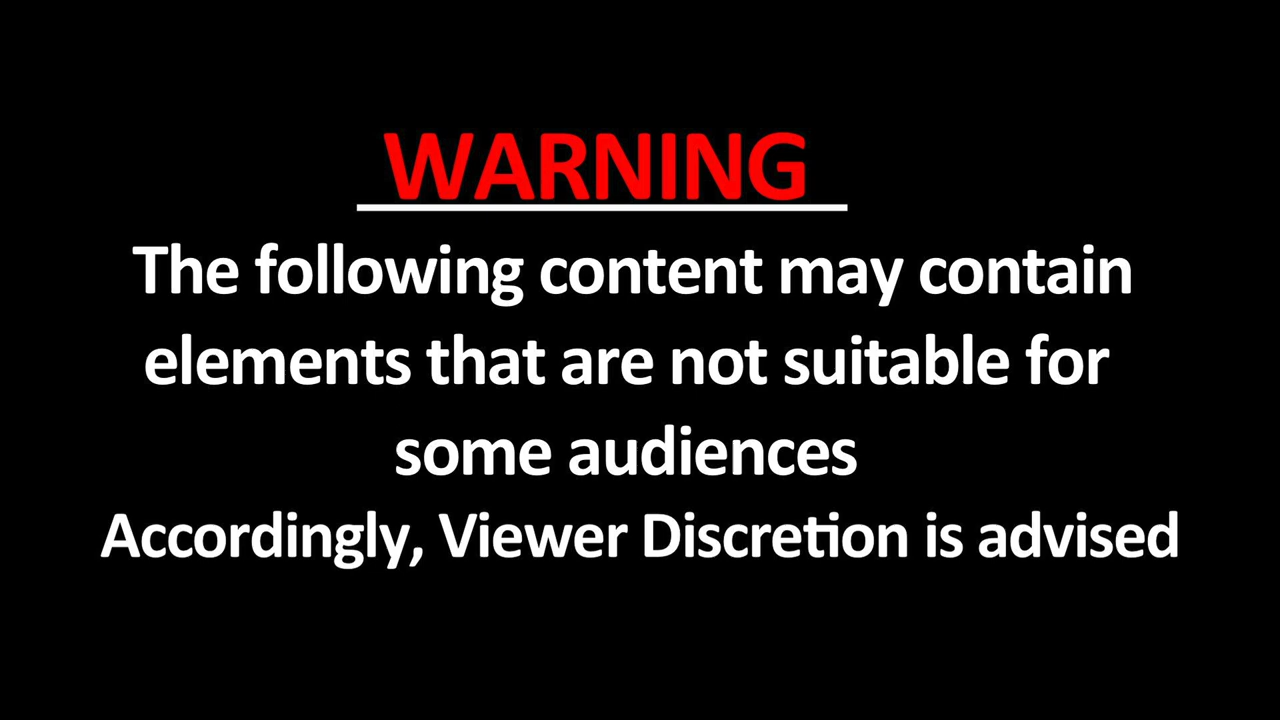 WARNING
The following content may contain
elements that are not suitable for
some audiences
Accordingly, Viewer Discretion is advised